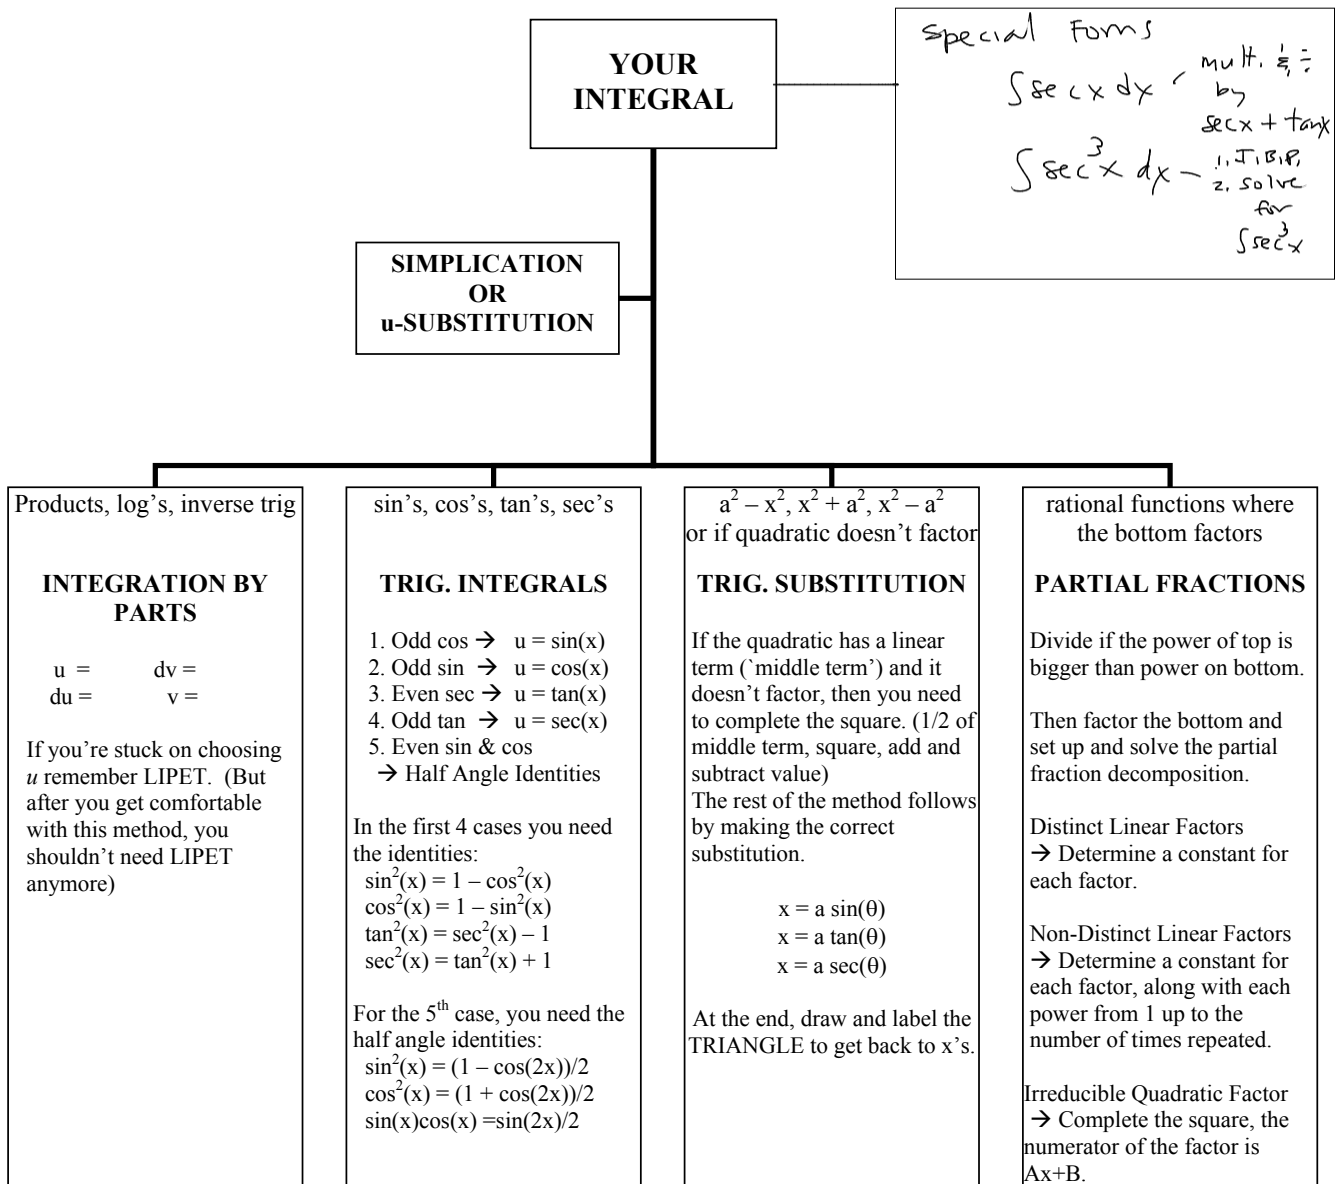 YOUR
INTEGRAL
Special Forms
∫ sec x dx - mult. & ÷
by
sec x + tan x
∫ sec³ x dx - 1. I.B.P.
2. solve
for
∫ sec³ x
SIMPLICATION
OR
u-SUBSTITUTION
Products, log's, inverse trig
INTEGRATION BY
PARTS
u = dv =
du = v =
If you're stuck on choosing
u remember LIPET. (But
after you get comfortable
with this method, you
shouldn't need LIPET
anymore)
sin's, cos's, tan's, sec's
TRIG. INTEGRALS
1. Odd cos → u = sin(x)
2. Odd sin → u = cos(x)
3. Even sec → u = tan(x)
4. Odd tan → u = sec(x)
5. Even sin & cos
→ Half Angle Identities
In the first 4 cases you need
the identities:
sin²(x) = 1 – cos²(x)
cos²(x) = 1 – sin²(x)
tan²(x) = sec²(x) – 1
sec²(x) = tan²(x) + 1
For the 5th case, you need the
half angle identities:
sin²(x) = (1 – cos(2x))/2
cos²(x) = (1 + cos(2x))/2
sin(x)cos(x) =sin(2x)/2
a² – x², x² + a², x² – a²
or if quadratic doesn't factor
TRIG. SUBSTITUTION
If the quadratic has a linear
term (`middle term') and it
doesn't factor, then you need
to complete the square. (1/2 of
middle term, square, add and
subtract value)
The rest of the method follows
by making the correct
substitution.
x = a sin(θ)
x = a tan(θ)
x = a sec(θ)
At the end, draw and label the
TRIANGLE to get back to x's.
rational functions where
the bottom factors
PARTIAL FRACTIONS
Divide if the power of top is
bigger than power on bottom.
Then factor the bottom and
set up and solve the partial
fraction decomposition.
Distinct Linear Factors
→ Determine a constant for
each factor.
Non-Distinct Linear Factors
→ Determine a constant for
each factor, along with each
power from 1 up to the
number of times repeated.
Irreducible Quadratic Factor
→ Complete the square, the
numerator of the factor is
Ax+B.